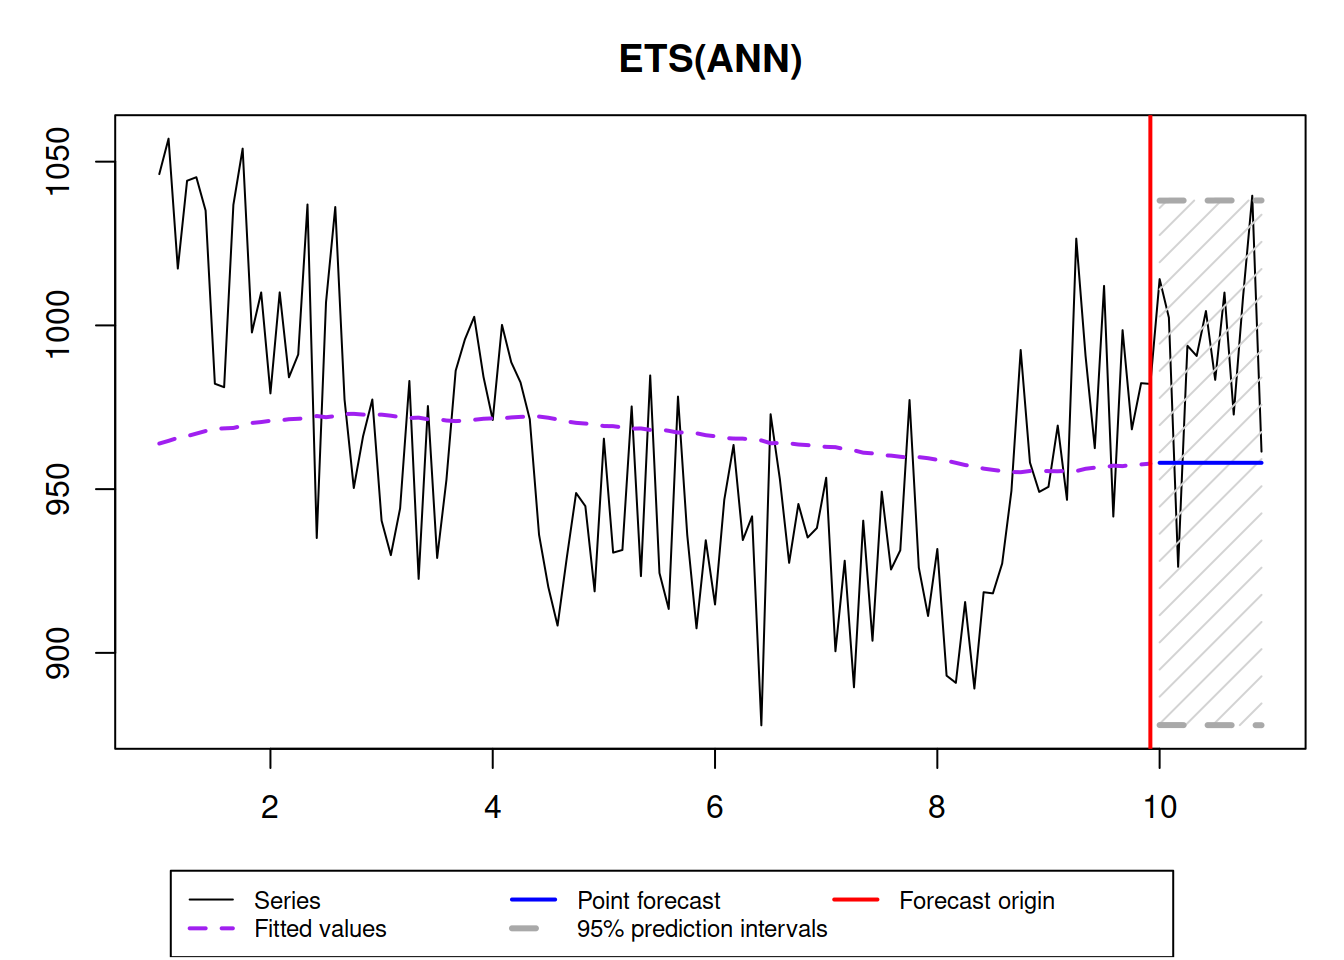 ETS(ANN)
1050
1000
950
900
2 4 6 8 10
Series Point forecast Forecast origin
Fitted values 95% prediction intervals